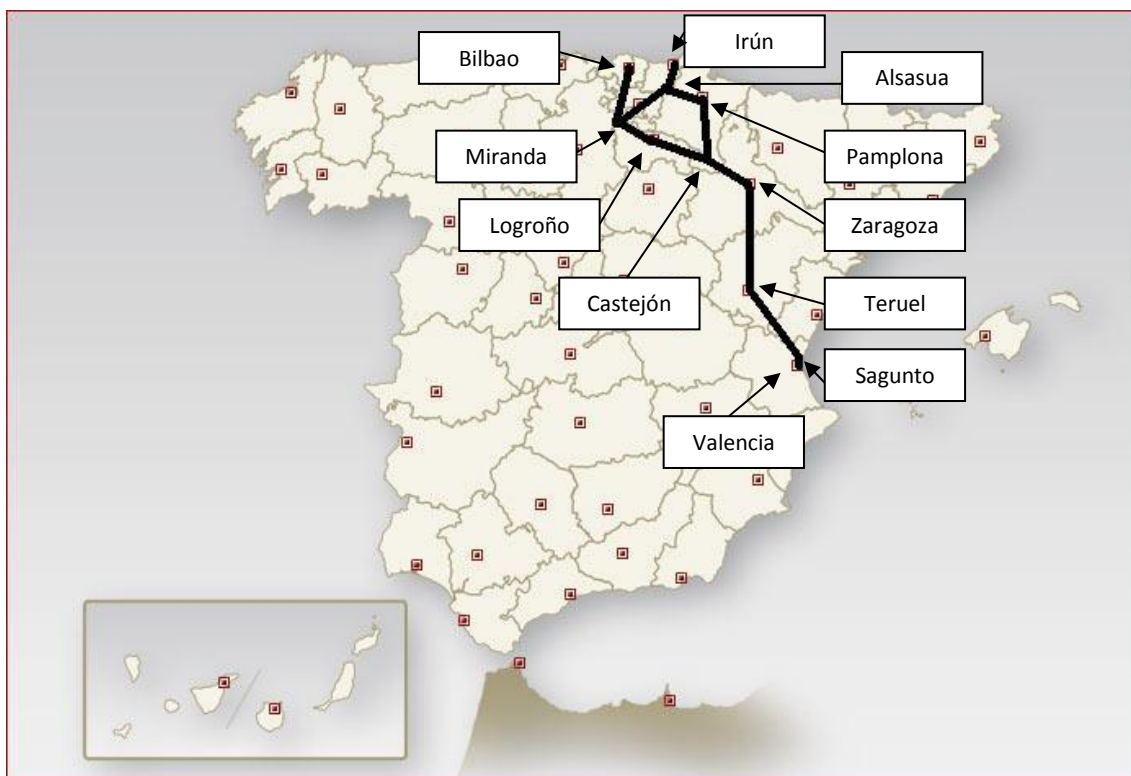 Irún
Bilbao
Alsasua
Miranda
Pamplona
Logroño
Zaragoza
Castejón
Teruel
Sagunto
Valencia